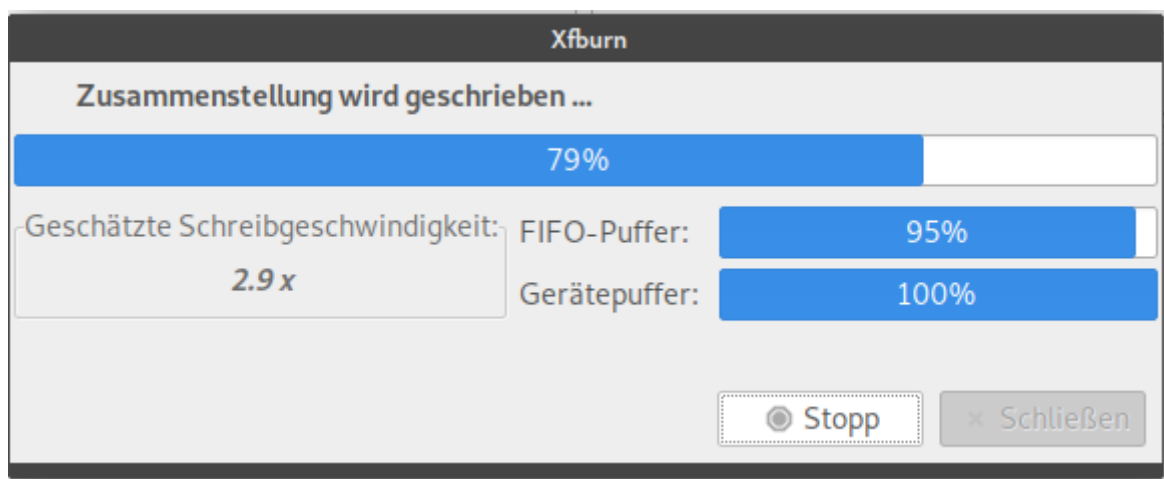 Xfburn
Zusammenstellung wird geschrieben ...
79%
Geschätzte Schreibgeschwindigkeit:
2.9 x
FIFO-Puffer: 95%
Gerätepuffer: 100%
Stopp
× Schließen